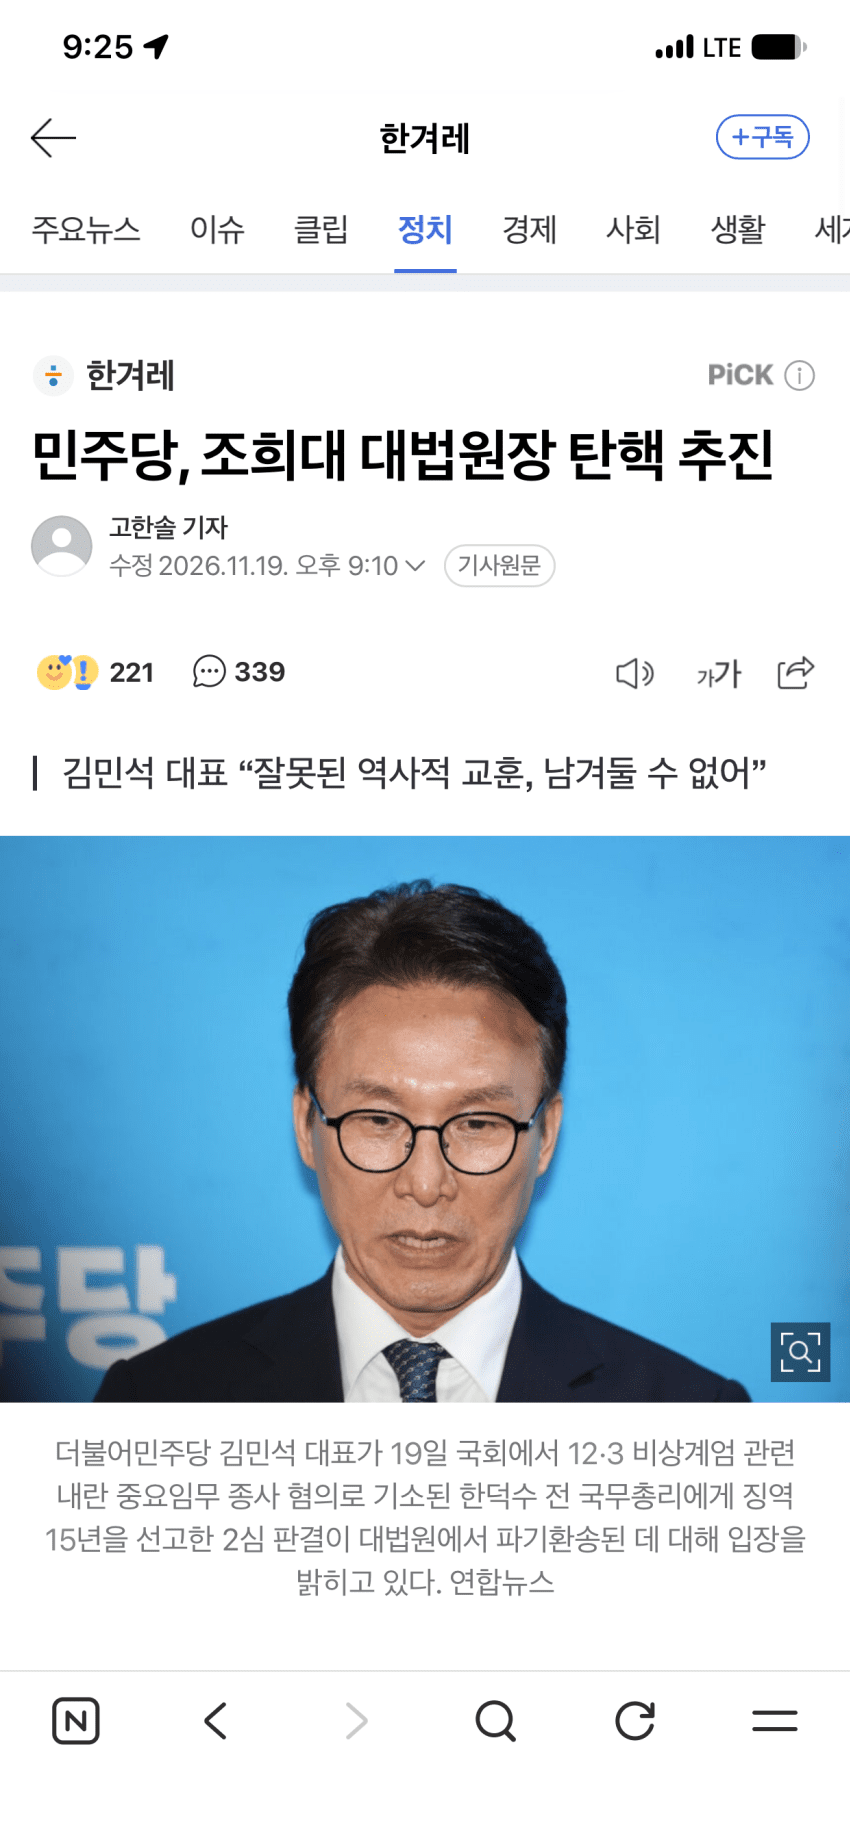 9:25
LTE
한겨레
+구독
주요뉴스 이슈 클립 정치 경제 사회 생활
한겨레
PiCK
민주당, 조희대 대법원장 탄핵 추진
고한솔 기자
수정 2026.11.19. 오후 9:10
기사원문
221
339
가가
김민석 대표 “잘못된 역사적 교훈, 남겨둘 수 없어”
주당
더불어민주당 김민석 대표가 19일 국회에서 12·3 비상계엄 관련
내란 중요임무 종사 혐의로 기소된 한덕수 전 국무총리에게 징역
15년을 선고한 2심 판결이 대법원에서 파기환송된 데 대해 입장을
밝히고 있다. 연합뉴스
N